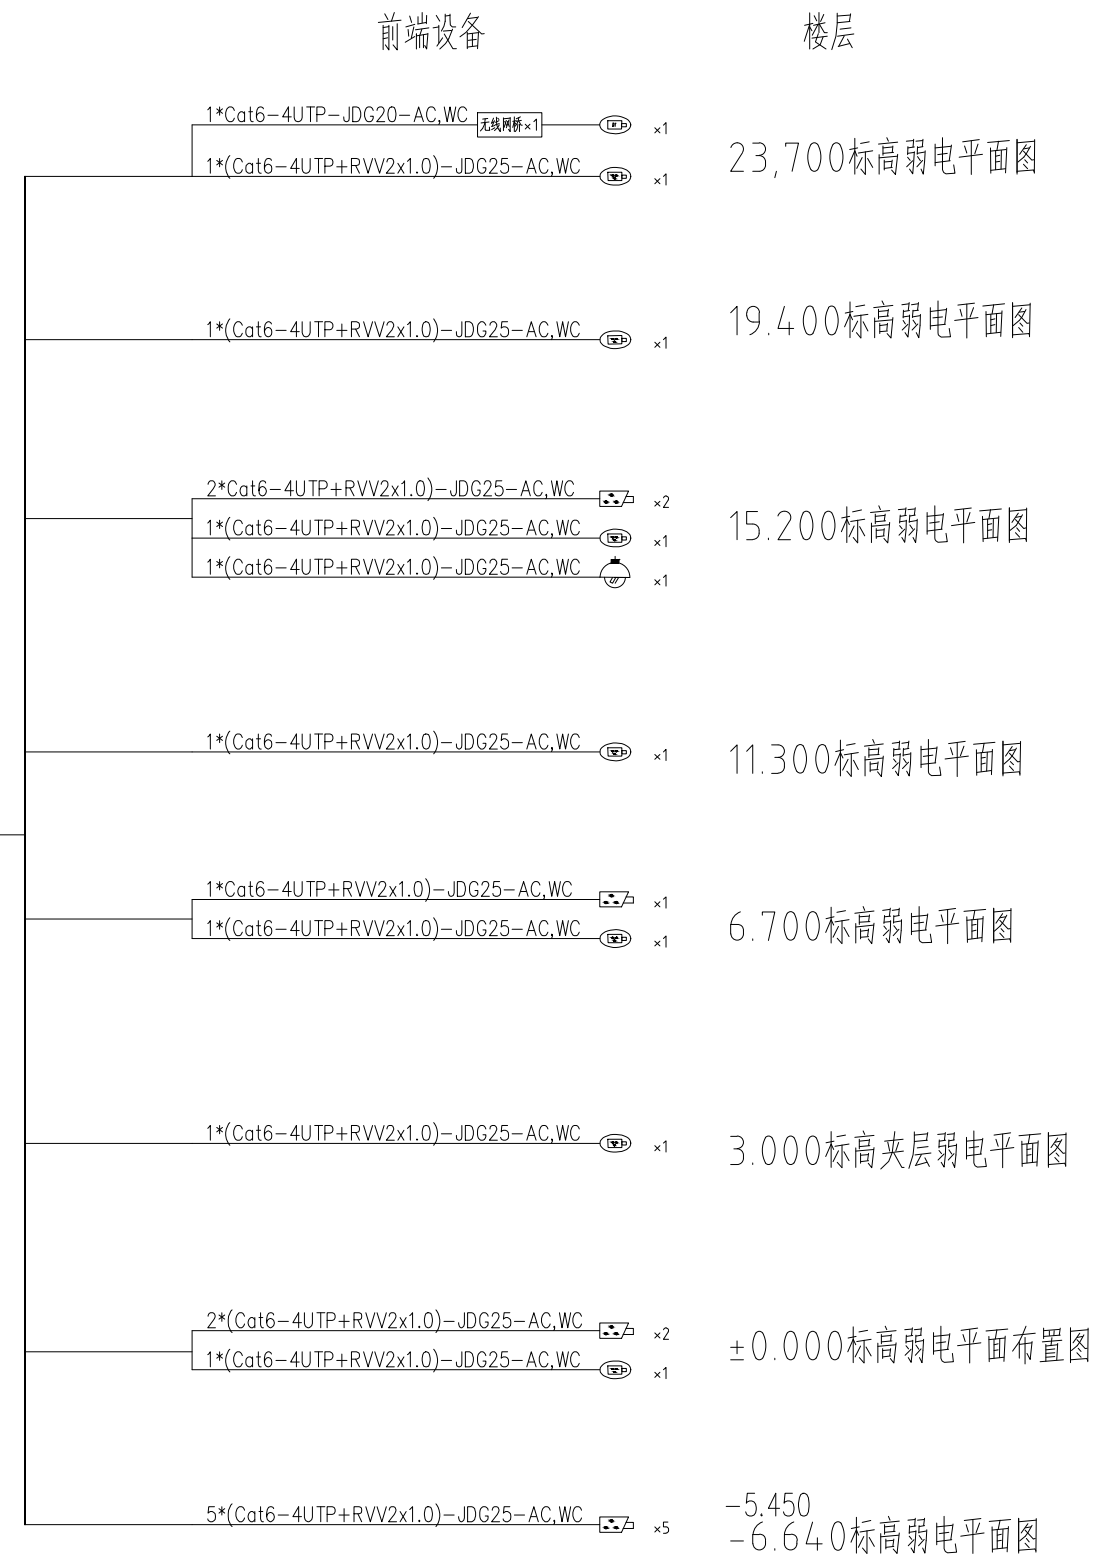 前端设备
楼层
1*Cat6-4UTP-JDG20-AC,WC
无线网桥×1
×1
1*(Cat6-4UTP+RVV2x1.0)-JDG25-AC,WC
×1
23,700标高弱电平面图
1*(Cat6-4UTP+RVV2x1.0)-JDG25-AC,WC
×1
19.400标高弱电平面图
2*Cat6-4UTP+RVV2x1.0)-JDG25-AC,WC
×2
1*(Cat6-4UTP+RVV2x1.0)-JDG25-AC,WC
×1
1*(Cat6-4UTP+RVV2x1.0)-JDG25-AC,WC
×1
15.200标高弱电平面图
1*(Cat6-4UTP+RVV2x1.0)-JDG25-AC,WC
×1
11.300标高弱电平面图
1*Cat6-4UTP+RVV2x1.0)-JDG25-AC,WC
×1
1*(Cat6-4UTP+RVV2x1.0)-JDG25-AC,WC
×1
6.700标高弱电平面图
1*(Cat6-4UTP+RVV2x1.0)-JDG25-AC,WC
×1
3.000标高夹层弱电平面图
2*(Cat6-4UTP+RVV2x1.0)-JDG25-AC,WC
×2
1*(Cat6-4UTP+RVV2x1.0)-JDG25-AC,WC
×1
±0.000标高弱电平面布置图
5*(Cat6-4UTP+RVV2x1.0)-JDG25-AC,WC
×5
-5.450
-6.640标高弱电平面图